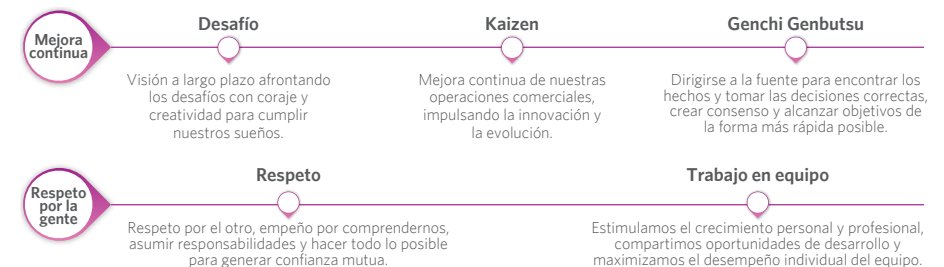 Mejora
continua
Desafío
Visión a largo plazo afrontando
los desafíos con coraje y
creatividad para cumplir
nuestros sueños.
Kaizen
Mejora continua de nuestras
operaciones comerciales,
impulsando la innovación y
la evolución.
Genchi Genbutsu
Dirigirse a la fuente para encontrar los
hechos y tomar las decisiones correctas,
crear consenso y alcanzar objetivos de
la forma más rápida posible.
Respeto
por la
gente
Respeto
Respeto por el otro, empeño por comprendernos,
asumir responsabilidades y hacer todo lo posible
para generar confianza mutua.
Trabajo en equipo
Estimulamos el crecimiento personal y profesional,
compartimos oportunidades de desarrollo y
maximizamos el desempeño individual del equipo.